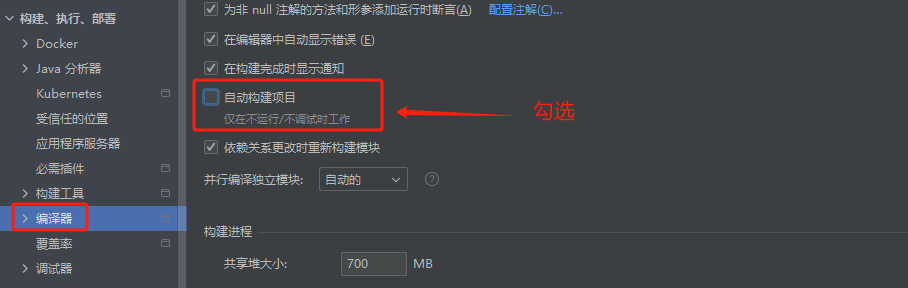 构建、执行、部署
Docker
Java 分析器
Kubernetes
受信任的位置
应用程序服务器
必需插件
构建工具
编译器
覆盖率
调试器
为非 null 注解的方法和形参添加运行时断言(A) 配置注解(C)...
在编辑器中自动显示错误 (E)
在构建完成时显示通知
自动构建项目
仅在不运行/不调试时工作
勾选
依赖关系更改时重新构建模块
并行编译独立模块: 自动的 ?
构建进程
共享堆大小: 700 MB